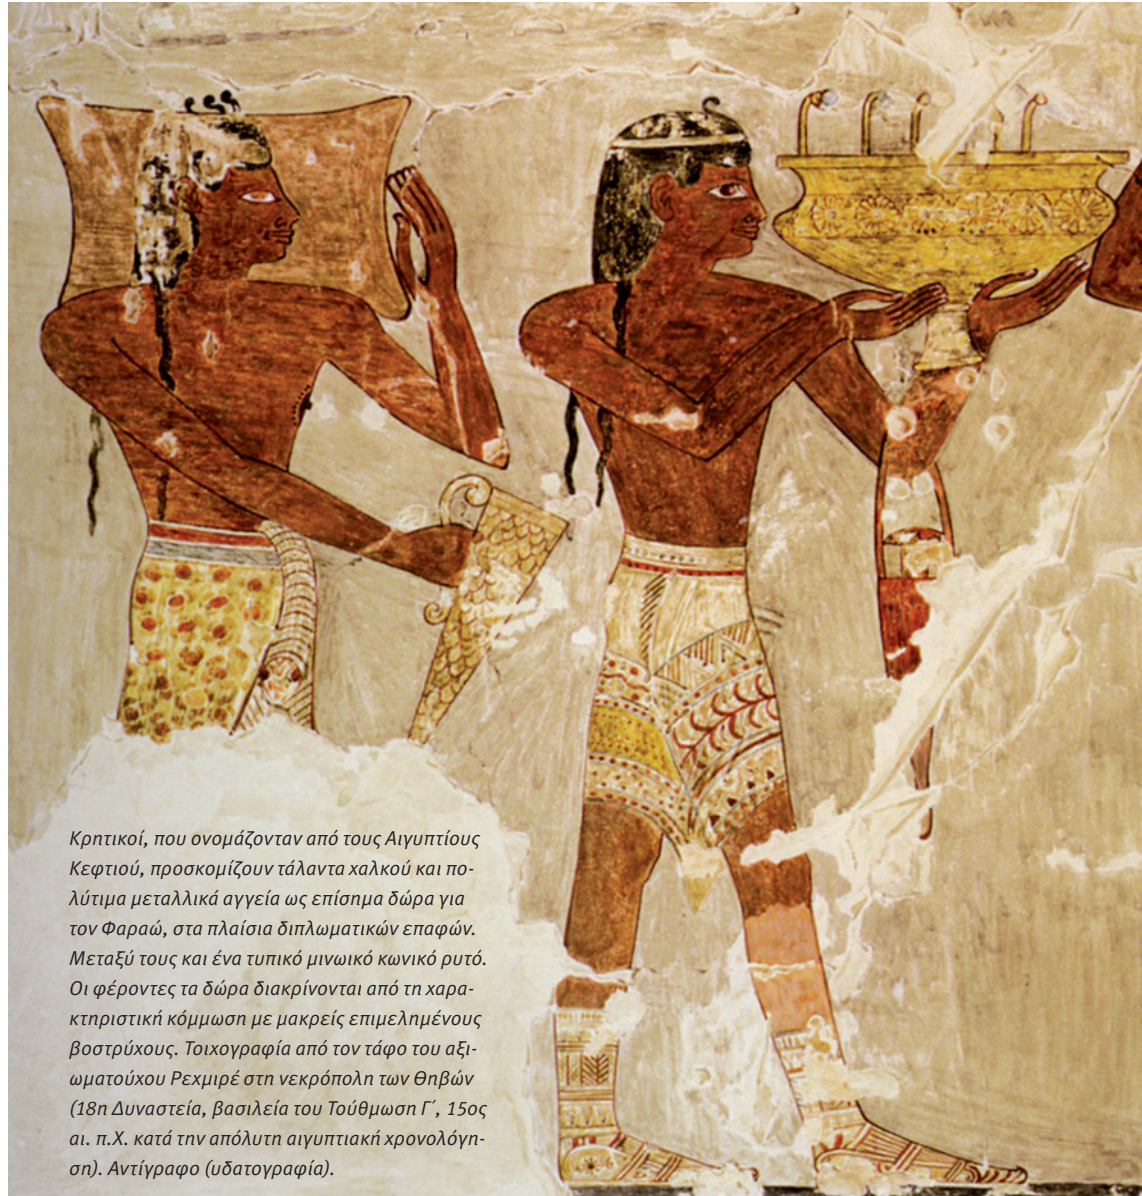 Κρητικοί, που ονομάζονταν από τους Αιγυπτίους
Κεφτιού, προσκομίζουν τάλαντα χαλκού και πο-
λύτιμα μεταλλικά αγγεία ως επίσημα δώρα για
τον Φαραώ, στα πλαίσια διπλωματικών επαφών.
Μεταξύ τους και ένα τυπικό μινωικό κωνικό ρυτό.
Οι φέροντες τα δώρα διακρίνονται από τη χαρα-
κτηριστική κόμμωση με μακρείς επιμελημένους
βοστρύχους. Τοιχογραφία από τον τάφο του αξι-
ωματούχου Ρεχμιρέ στη νεκρόπολη των Θηβών
(18η Δυναστεία, βασιλεία του Τούθμωση Γ΄, 15ος
αι. π.Χ. κατά την απόλυτη αιγυπτιακή χρονολόγη-
ση). Αντίγραφο (υδατογραφία).